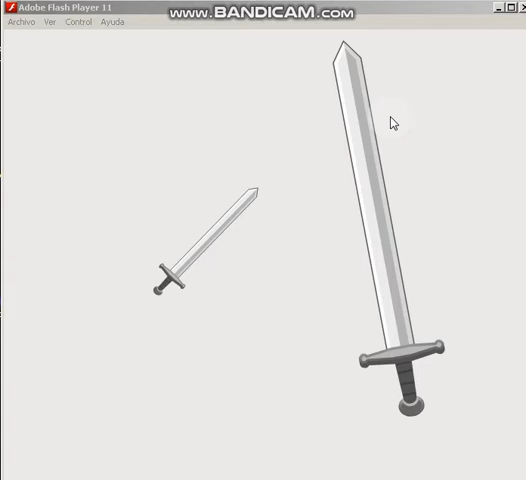 Adobe Flash Player 11
www.BANDICAM.com
Archivo Ver Control Ayuda